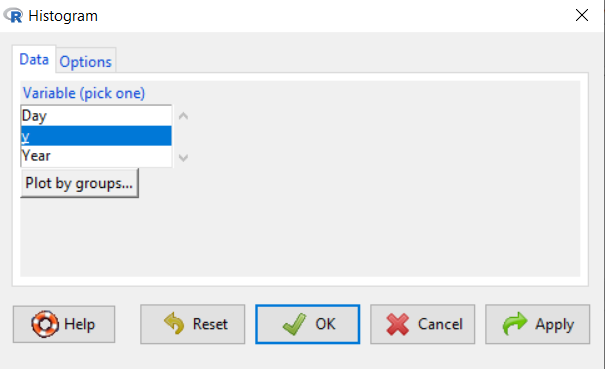 Histogram
Data Options
Variable (pick one)
Day
v
Year
Plot by groups...
Help Reset OK Cancel Apply